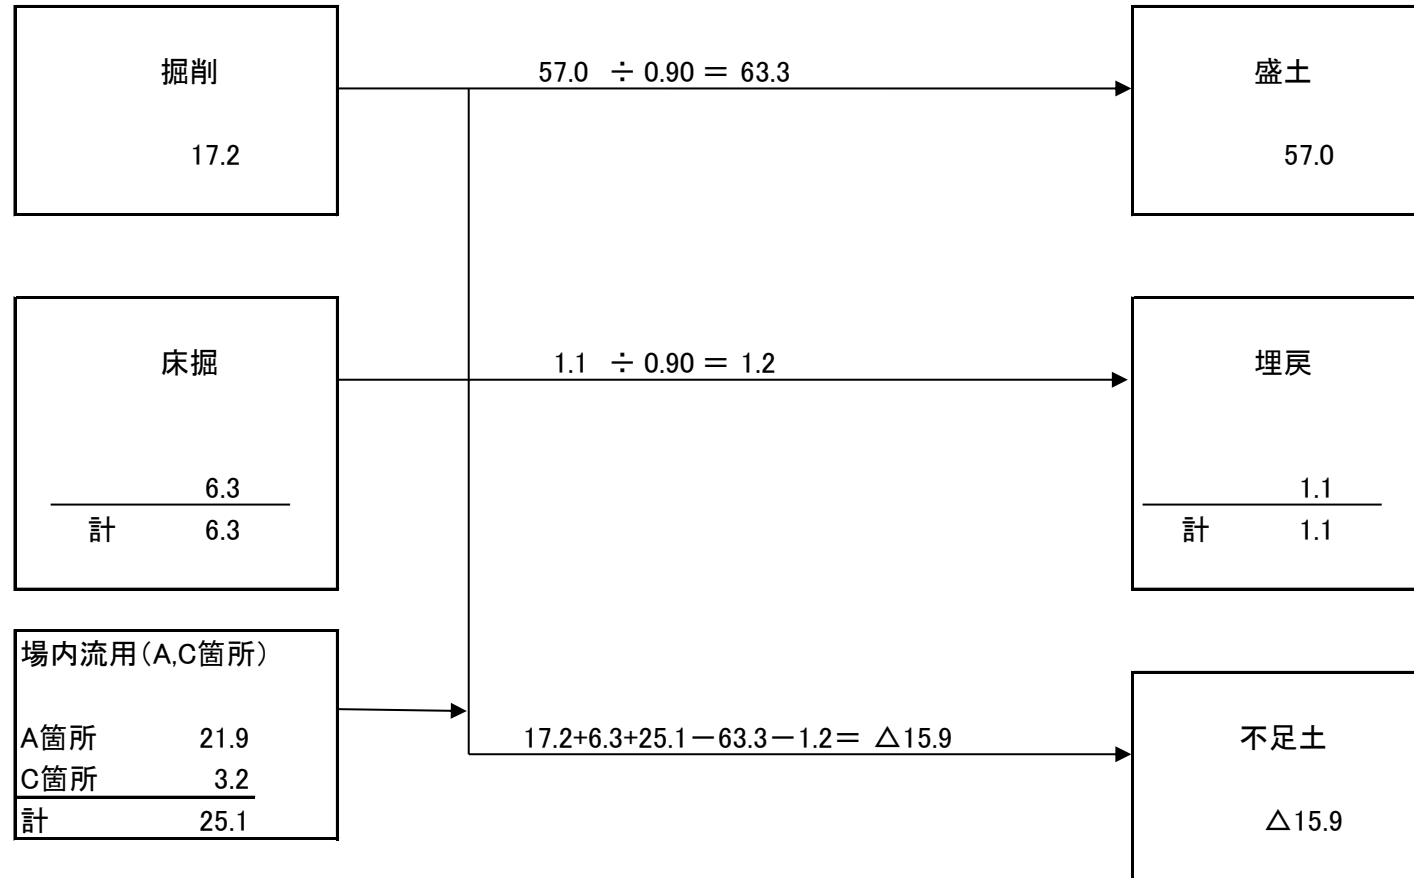 掘削
17.2
57.0 ÷ 0.90 = 63.3
盛土
57.0
床掘
6.3
計 6.3
1.1 ÷ 0.90 = 1.2
埋戻
1.1
計 1.1
場内流用(A,C箇所)
A箇所 21.9
C箇所 3.2
計 25.1
17.2+6.3+25.1-63.3-1.2= △15.9
不足土
△15.9